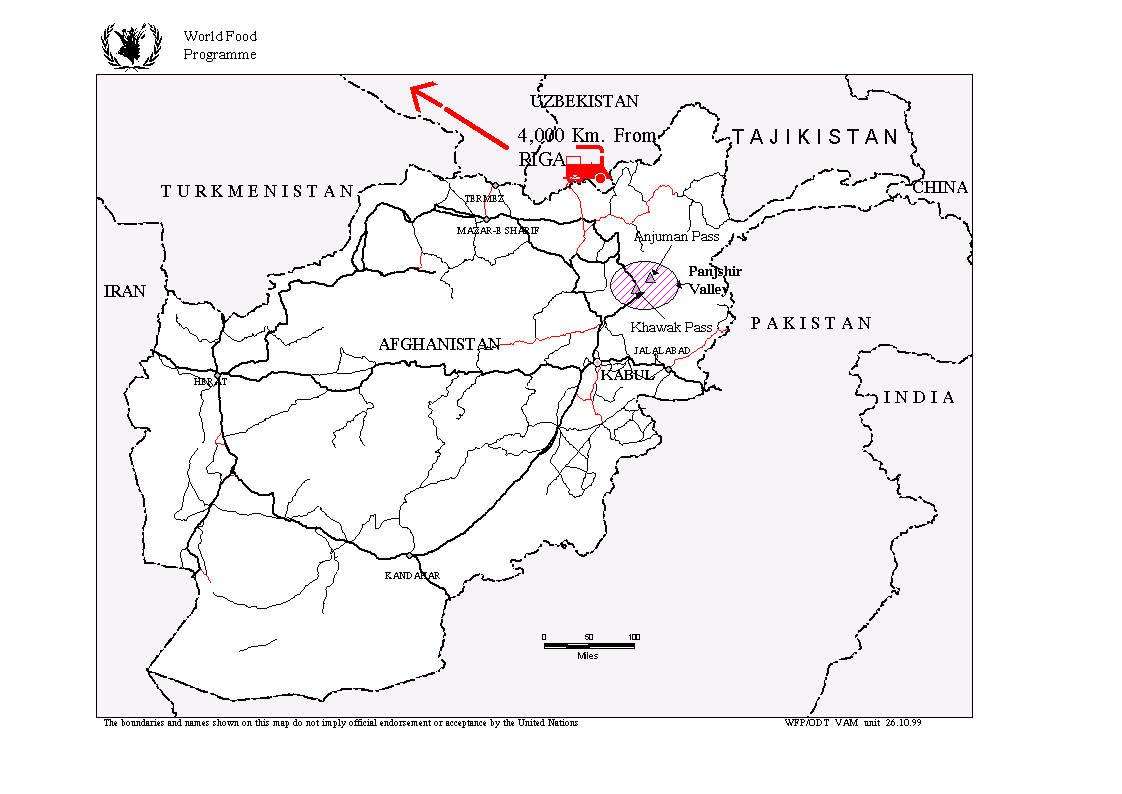 World Food
Programme
UZBEKISTAN
4,000 Km. From
RIGA
TAJIKISTAN
TURKMENISTAN
CHINA
TERMEZ
MAZAR-E SHARIF
Anjuman Pass
Panjshir
Valley
IRAN
Khawak Pass
PAKISTAN
AFGHANISTAN
JALALABAD
KABUL
HERAT
INDIA
KANDAHAR
0 50 100
Miles
The boundaries and names shown on this map do not imply official endorsement or acceptance by the United Nations
WFP/ODT VAM unit 26.10.99